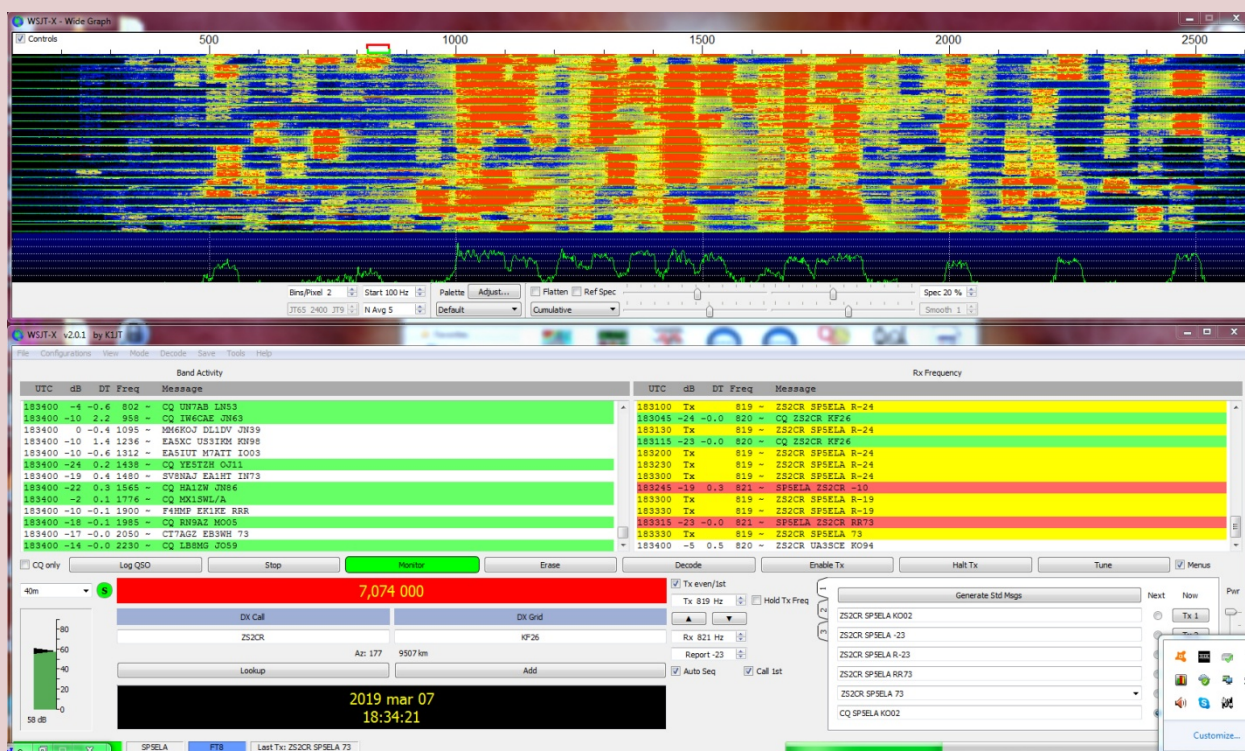 WSJT-X - Wide Graph
Controls 500 1000 1500 2000 2500
Bins/Pixel 2 Start 100 Hz Palette Adjust... Flatten Ref Spec Spec 20 %
JT65 2400 JT9 N Avg 5 Default Cumulative Smooth 1
WSJT-X v2.0.1 by K1JT
File Configurations View Mode Decode Save Tools Help
Band Activity
UTC dB DT Freq Message
183400 -4 -0.6 802 ~ CQ UN7AB LN53
183400 -10 2.2 958 ~ CQ IW6CAE JN63
183400 0 -0.4 1095 ~ MM6KOJ DL1DV JN39
183400 -10 1.4 1236 ~ EA5XC US3IKM KN98
183400 -10 -0.6 1312 ~ EA5IUT M7ATT IO03
183400 -24 0.2 1438 ~ CQ YE5TZH OJ11
183400 -19 0.4 1480 ~ SV8NAJ EA1HT IN73
183400 -22 0.3 1565 ~ CQ HA1ZW JN86
183400 -2 0.1 1776 ~ CQ MX1SWL/A
183400 -10 -0.1 1900 ~ F4HMP EK1KE RRR
183400 -18 -0.1 1985 ~ CQ RN9AZ MO05
183400 -17 -0.0 2050 ~ CT7AGZ EB3WH 73
183400 -14 -0.0 2230 ~ CQ LB8MG JO59
Rx Frequency
UTC dB DT Freq Message
183100 Tx 819 ~ ZS2CR SP5ELA R-24
183045 -24 -0.0 820 ~ CQ ZS2CR KF26
183130 Tx 819 ~ ZS2CR SP5ELA R-24
183115 -23 -0.0 820 ~ CQ ZS2CR KF26
183200 Tx 819 ~ ZS2CR SP5ELA R-24
183230 Tx 819 ~ ZS2CR SP5ELA R-24
183300 Tx 819 ~ ZS2CR SP5ELA R-24
183245 -19 0.3 821 ~ SP5ELA ZS2CR -10
183300 Tx 819 ~ ZS2CR SP5ELA R-19
183330 Tx 819 ~ ZS2CR SP5ELA R-19
183315 -23 -0.0 821 ~ SP5ELA ZS2CR RR73
183330 Tx 819 ~ ZS2CR SP5ELA 73
183400 -5 0.5 820 ~ ZS2CR UA3SCE KO94
CQ only Log QSO Stop Monitor Erase Decode Enable Tx Halt Tx Tune Menus
40m S
7,074 000
DX Call DX Grid
ZS2CR KF26
Az: 177 9507 km
Lookup Add
2019 mar 07
18:34:21
-80
-60
-40
-20
-0
58 dB
Tx even/1st
Tx 819 Hz Hold Tx Freq
Rx 821 Hz
Report -23
Auto Seq Call 1st
1
2
3
Generate Std Msgs Next Now Pwr
ZS2CR SP5ELA KO02 Tx 1
ZS2CR SP5ELA -23
ZS2CR SP5ELA R-23
ZS2CR SP5ELA RR73
ZS2CR SP5ELA 73
CQ SP5ELA KO02
Customize...
SP5ELA FT8 Last Tx: ZS2CR SP5ELA 73